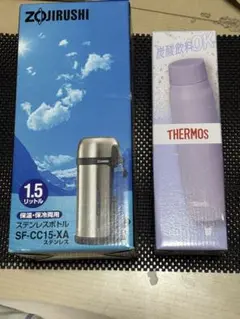 ZOJIRUSHI
1.5
リットル
保温・保冷両用
ステンレスボトル
SF-CC15-XA
ステンレス
炭酸飲料OK
THERMOS